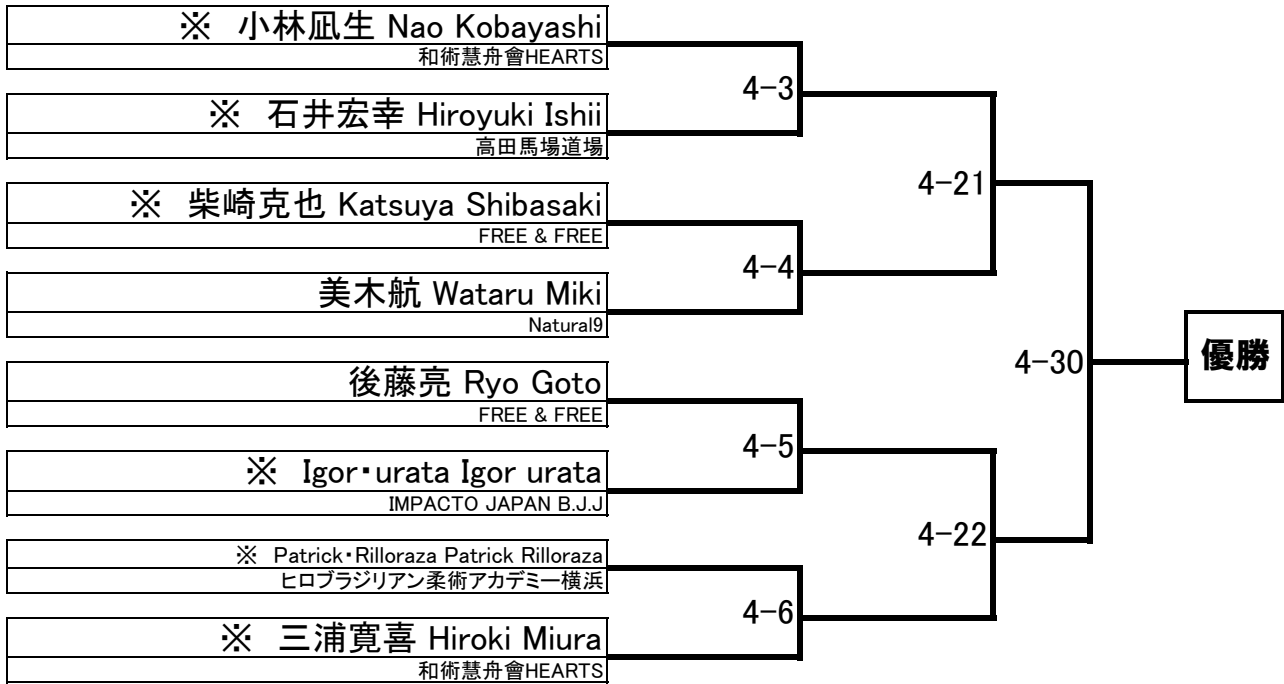 ※ 小林凪生 Nao Kobayashi
和術慧舟會HEARTS
4-3
※ 石井宏幸 Hiroyuki Ishii
高田馬場道場
4-21
※ 柴崎克也 Katsuya Shibasaki
FREE & FREE
4-4
美木航 Wataru Miki
Natural9
4-30
優勝
後藤亮 Ryo Goto
FREE & FREE
4-5
※ Igor・urata Igor urata
IMPACTO JAPAN B.J.J
4-22
※ Patrick・Rilloraza Patrick Rilloraza
ヒロブラジリアン柔術アカデミー横浜
4-6
※ 三浦寛喜 Hiroki Miura
和術慧舟會HEARTS